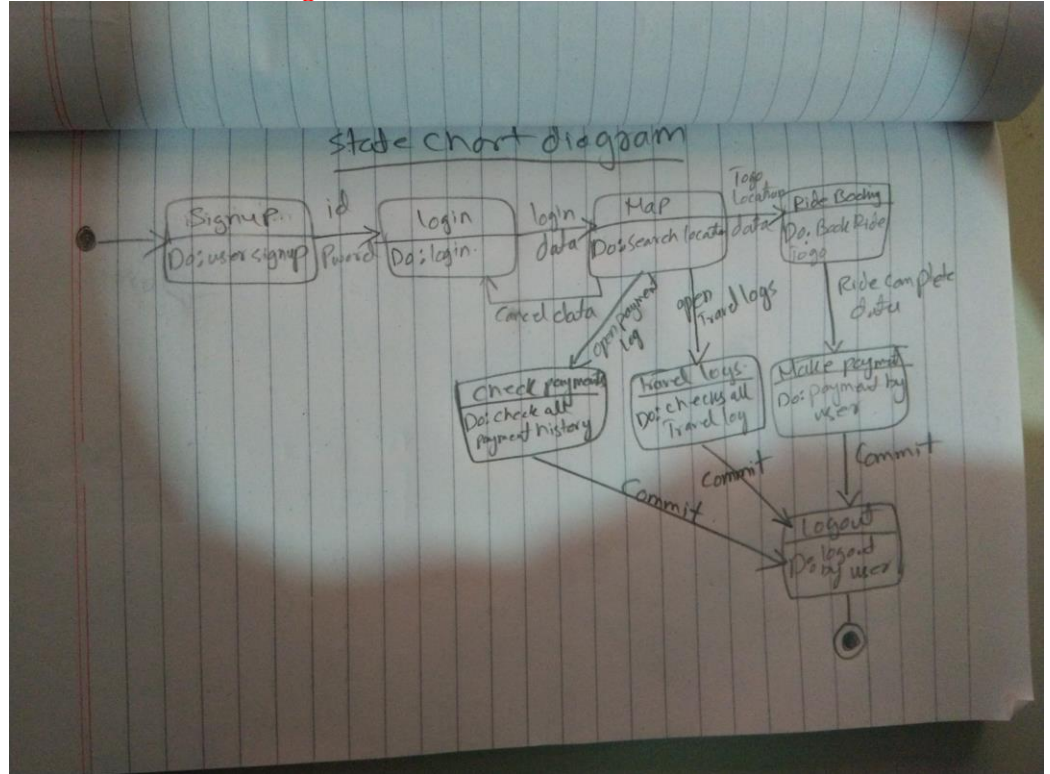 State chart diagram
Signup
Do: user signup
id
Pword
login
Do: login.
login
data
Map
Do: search locatn
Togo
Location
data
Ride Bookng
Do: Book Ride
Togo
Cancel data
open payment
log
open
Travel logs
Ride complete
data
Check payments
Do: check all
payment history
travel logs
Do: checks all
Travel log
Make payment
Do: payment by
user
Commit
Commit
Commit
logout
Do: logout
by user